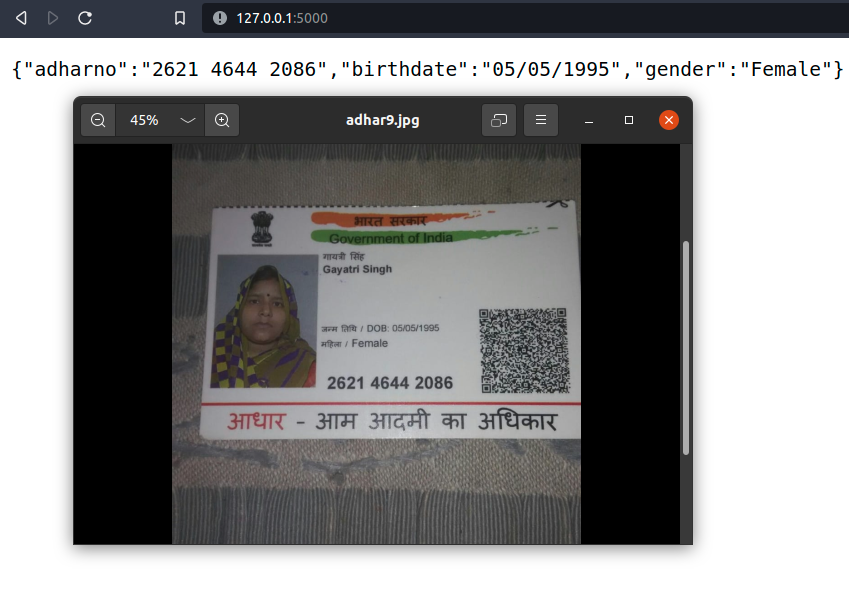 127.0.0.1:5000
{"adharno":"2621 4644 2086","birthdate":"05/05/1995","gender":"Female"}
45%
adhar9.jpg
भारत सरकार
Government of India
गायत्री सिंह
Gayatri Singh
जन्म तिथि / DOB: 05/05/1995
महिला / Female
2621 4644 2086
आधार - आम आदमी का अधिकार